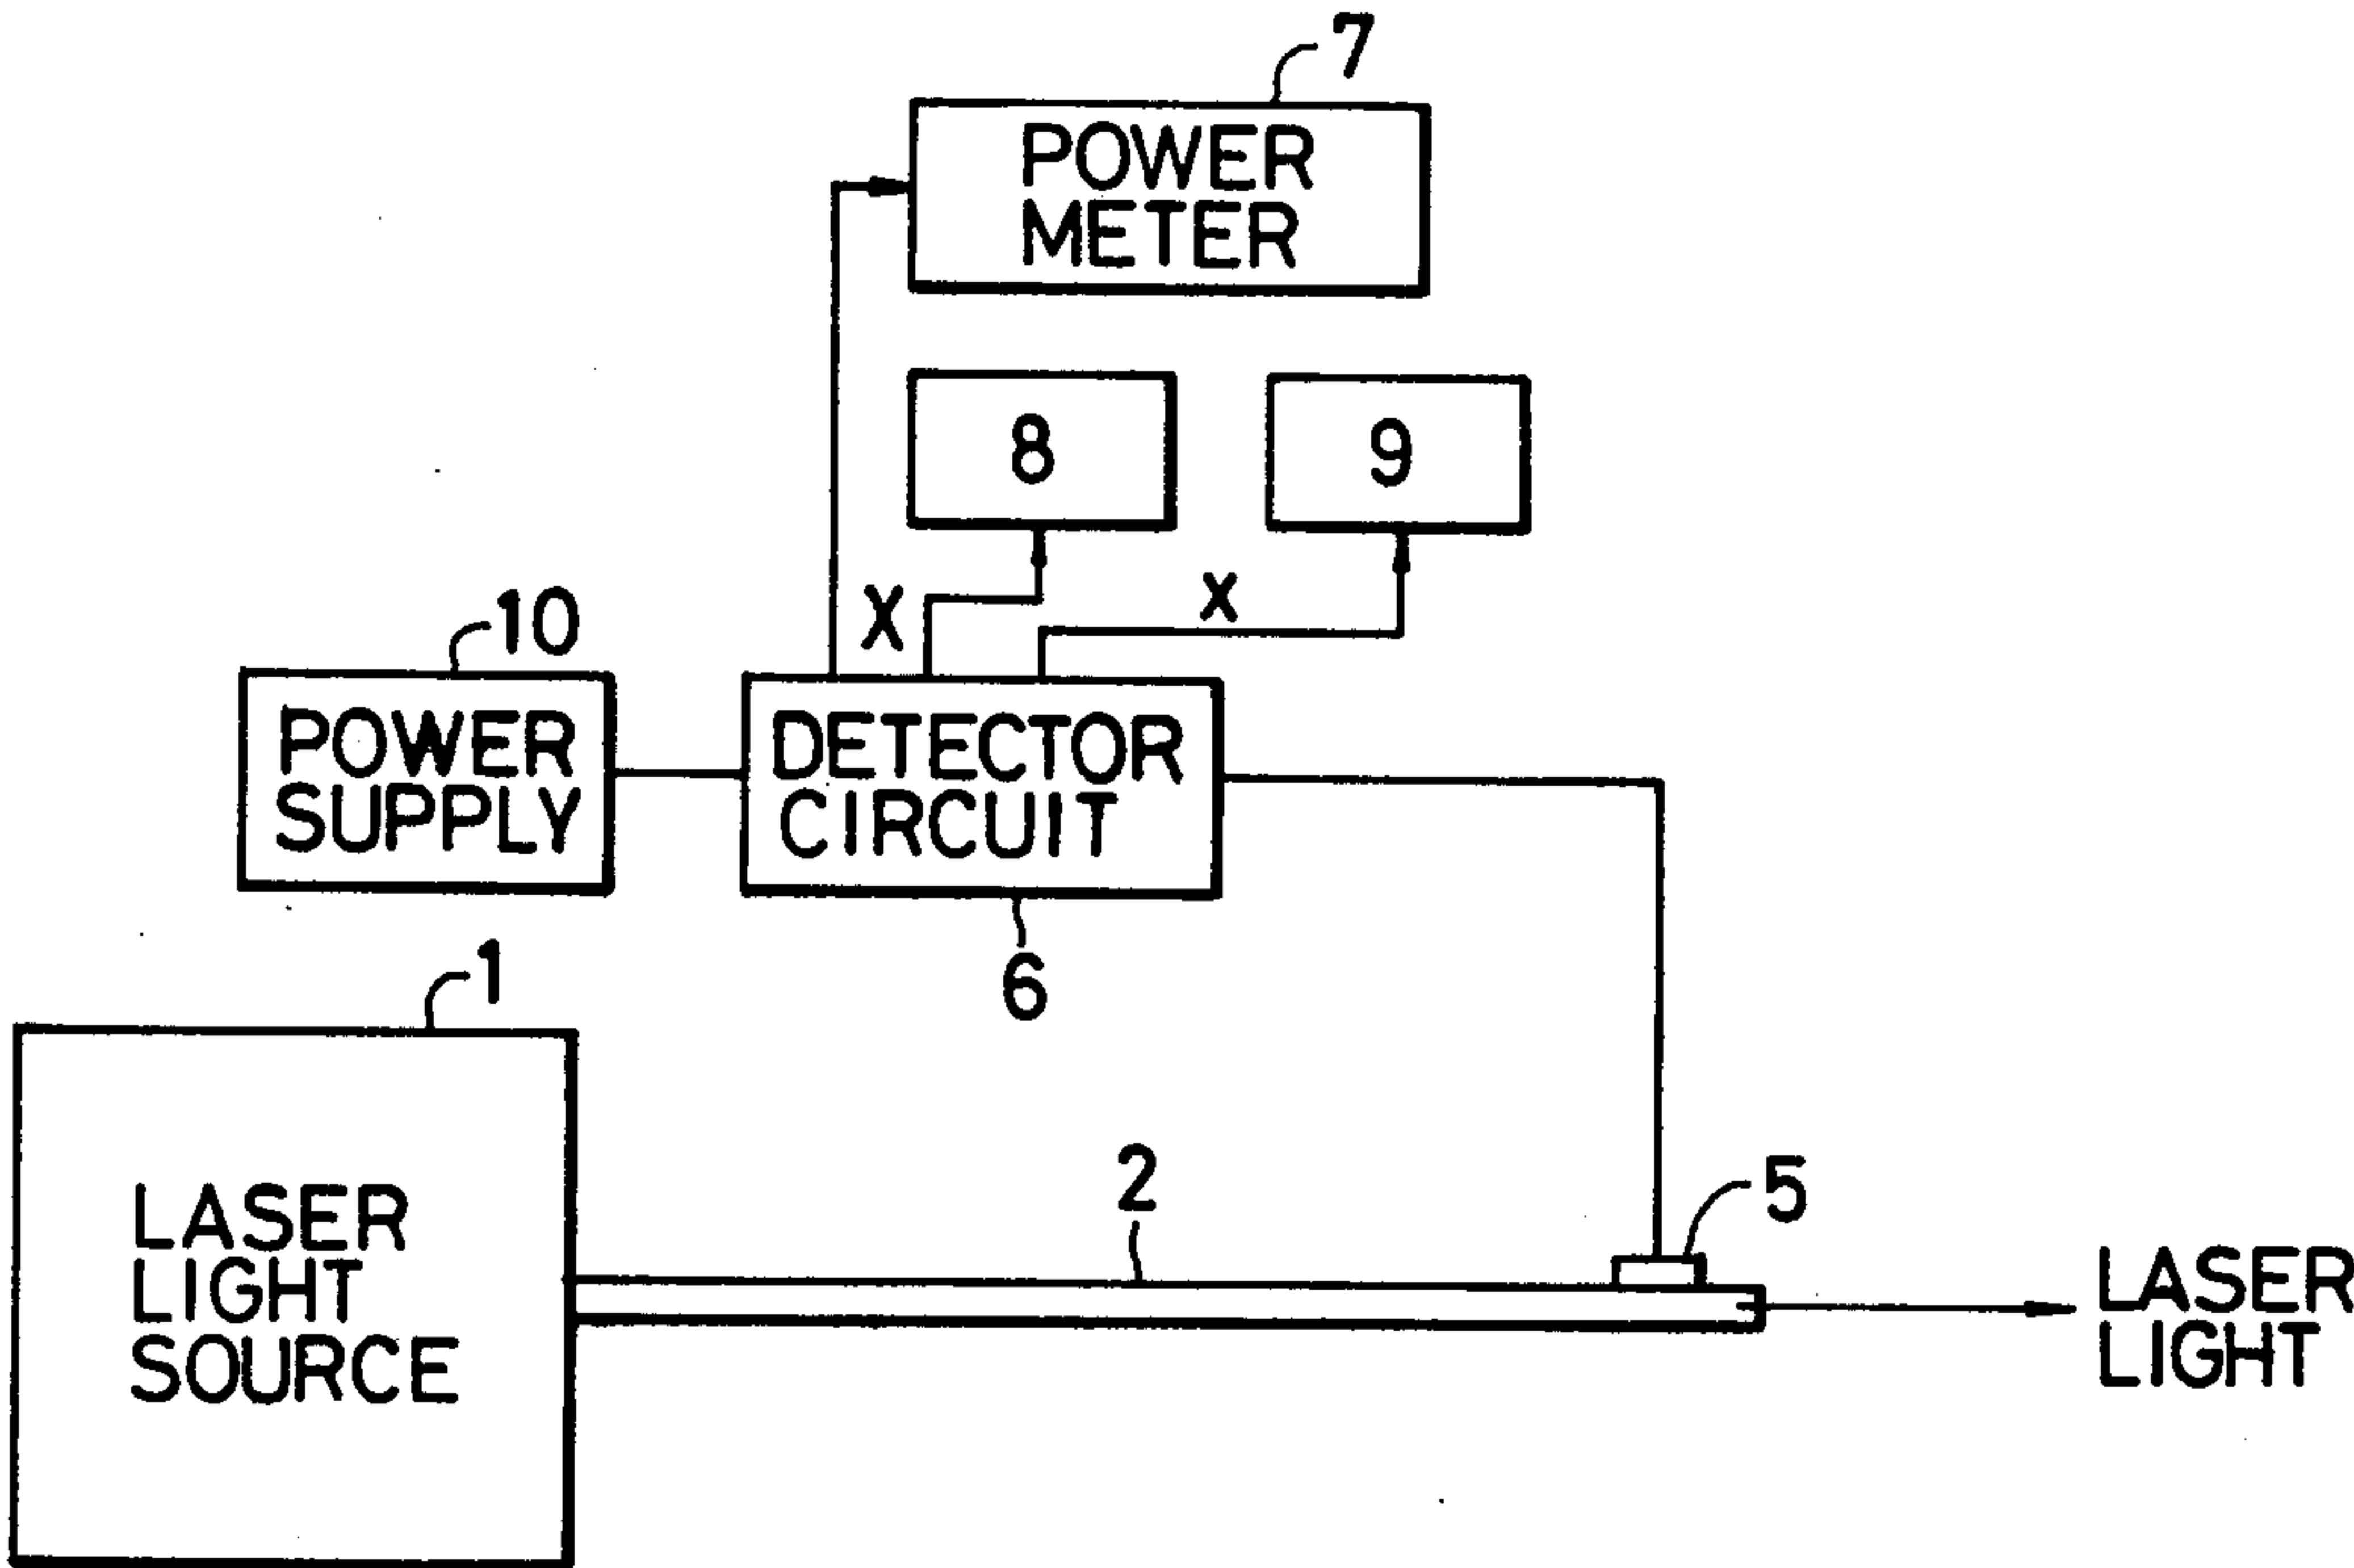 7
POWER
METER
8
9
X
X
10
POWER
SUPPLY
DETECTOR
CIRCUIT
6
1
LASER
LIGHT
SOURCE
2
5
LASER
LIGHT